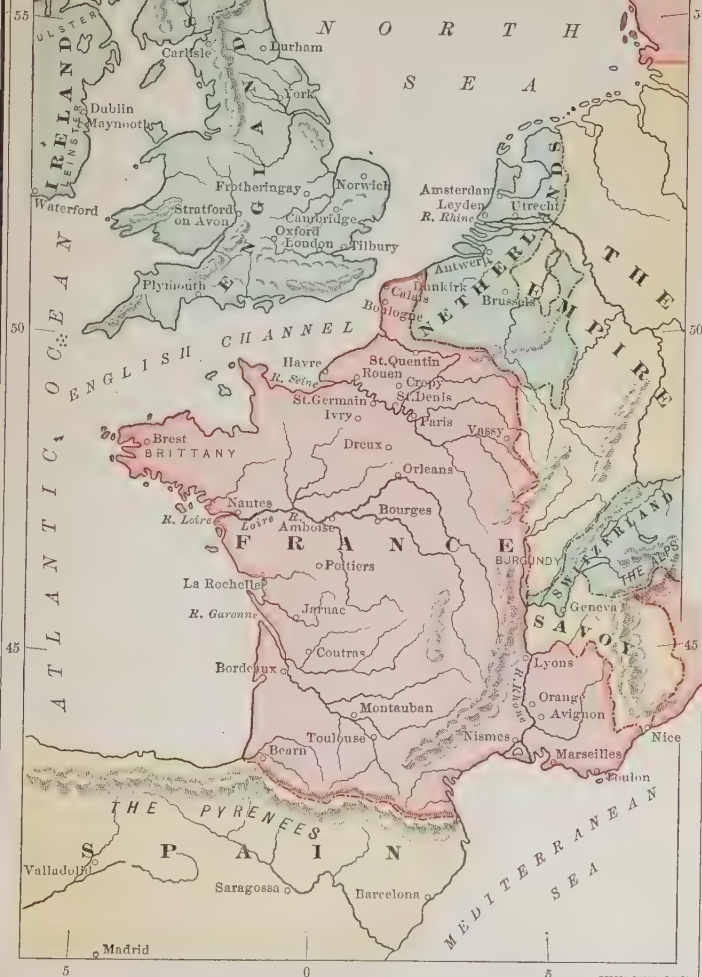 55
5
ULSTER
S
Carlisle
Durham
NORTH
SEA
York
Dublin
Maynooth
IRELAND
LEINSTER
ENGLAND
Waterford
Frotheringay
Norwich
Stratford
on Avon
Cambridge
Oxford
London
Tilbury
Plymouth
Amsterdam
Leyden
R. Rhine
Utrecht
NETHERLANDS
THE
EMPIRE
Antwerp
Dunkirk
Brussels
Calais
Boulogne
50
50
ATLANTIC OCEAN
ENGLISH CHANNEL
Havre
R. Seine
St.Quentin
Rouen
Crepy
St.Germain
St.Denis
Ivry
Paris
Vassy
Dreux
Brest
BRITTANY
Orleans
Nantes
R. Loire
Loire R.
Amboise
Bourges
FRANCE
BURGUNDY
SWITZERLAND
THE ALPS
Poitiers
La Rochelle
Geneva
R. Garonne
Jarnac
SAVOY
45
45
Coutras
Lyons
Bordeaux
R. Rhone
Orange
Montauban
Avignon
Toulouse
Nismes
Nice
Bearn
Marseilles
Toulon
THE PYRENEES
SPAIN
MEDITERRANEAN
SEA
Valladolid
Saragossa
Barcelona
Madrid
5
0
5